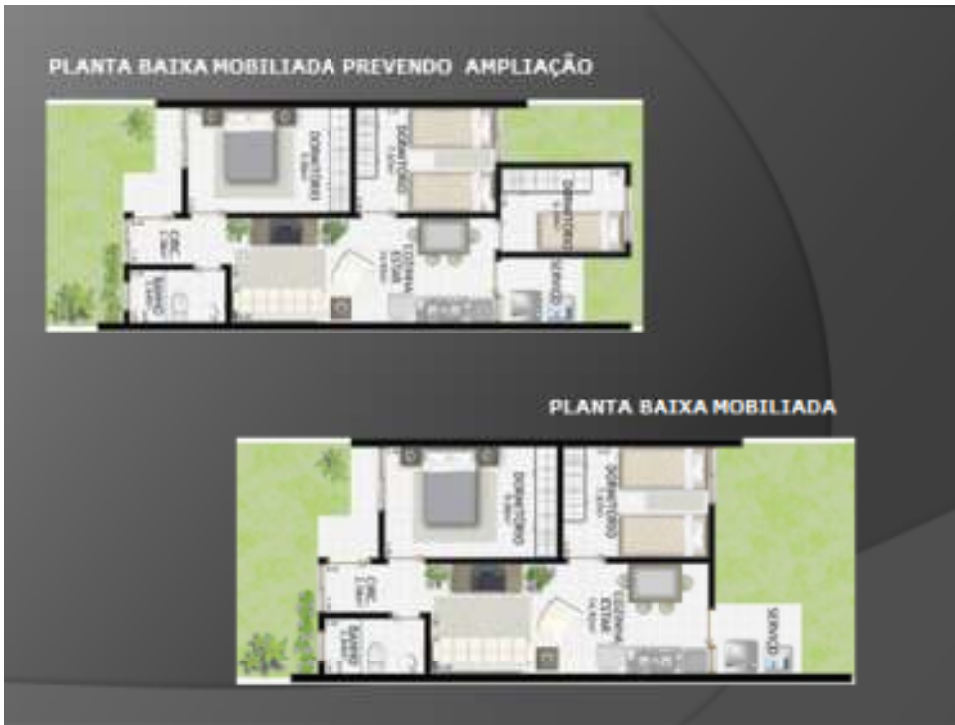 PLANTA BAIXA MOBILIADA PREVENDO AMPLIAÇÃO
DORMITÓRIO
DORMITÓRIO
DORMITÓRIO
CIRC.
COZINHA
ESTAR
BANHO
SERVIÇO
PLANTA BAIXA MOBILIADA
DORMITÓRIO
DORMITÓRIO
CIRC.
COZINHA
ESTAR
BANHO
SERVIÇO